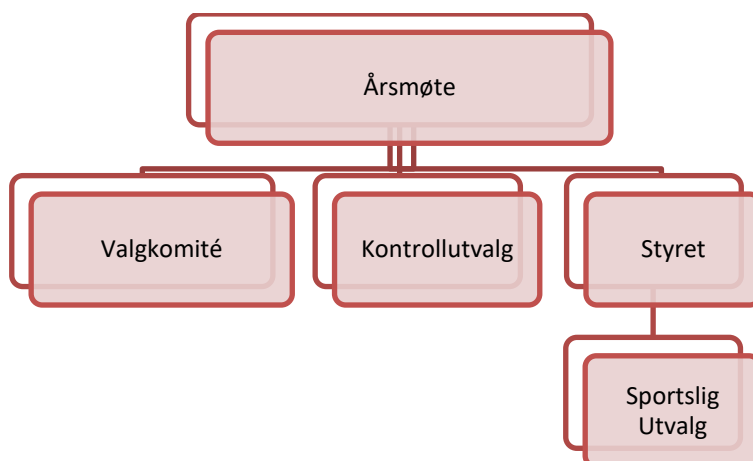 Årsmøte
Valgkomité
Kontrollutvalg
Styret
Sportslig
Utvalg